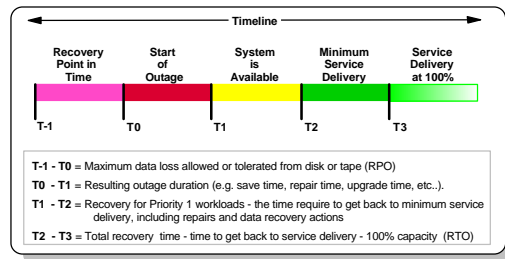 Timeline
Recovery Point in Time
Start of Outage
System is Available
Minimum Service Delivery
Service Delivery at 100%
T-1 T0 T1 T2 T3
T-1 - T0 = Maximum data loss allowed or tolerated from disk or tape (RPO)
T0 - T1 = Resulting outage duration (e.g. save time, repair time, upgrade time, etc..).
T1 - T2 = Recovery for Priority 1 workloads - the time require to get back to minimum service
delivery, including repairs and data recovery actions
T2 - T3 = Total recovery time - time to get back to service delivery - 100% capacity (RTO)